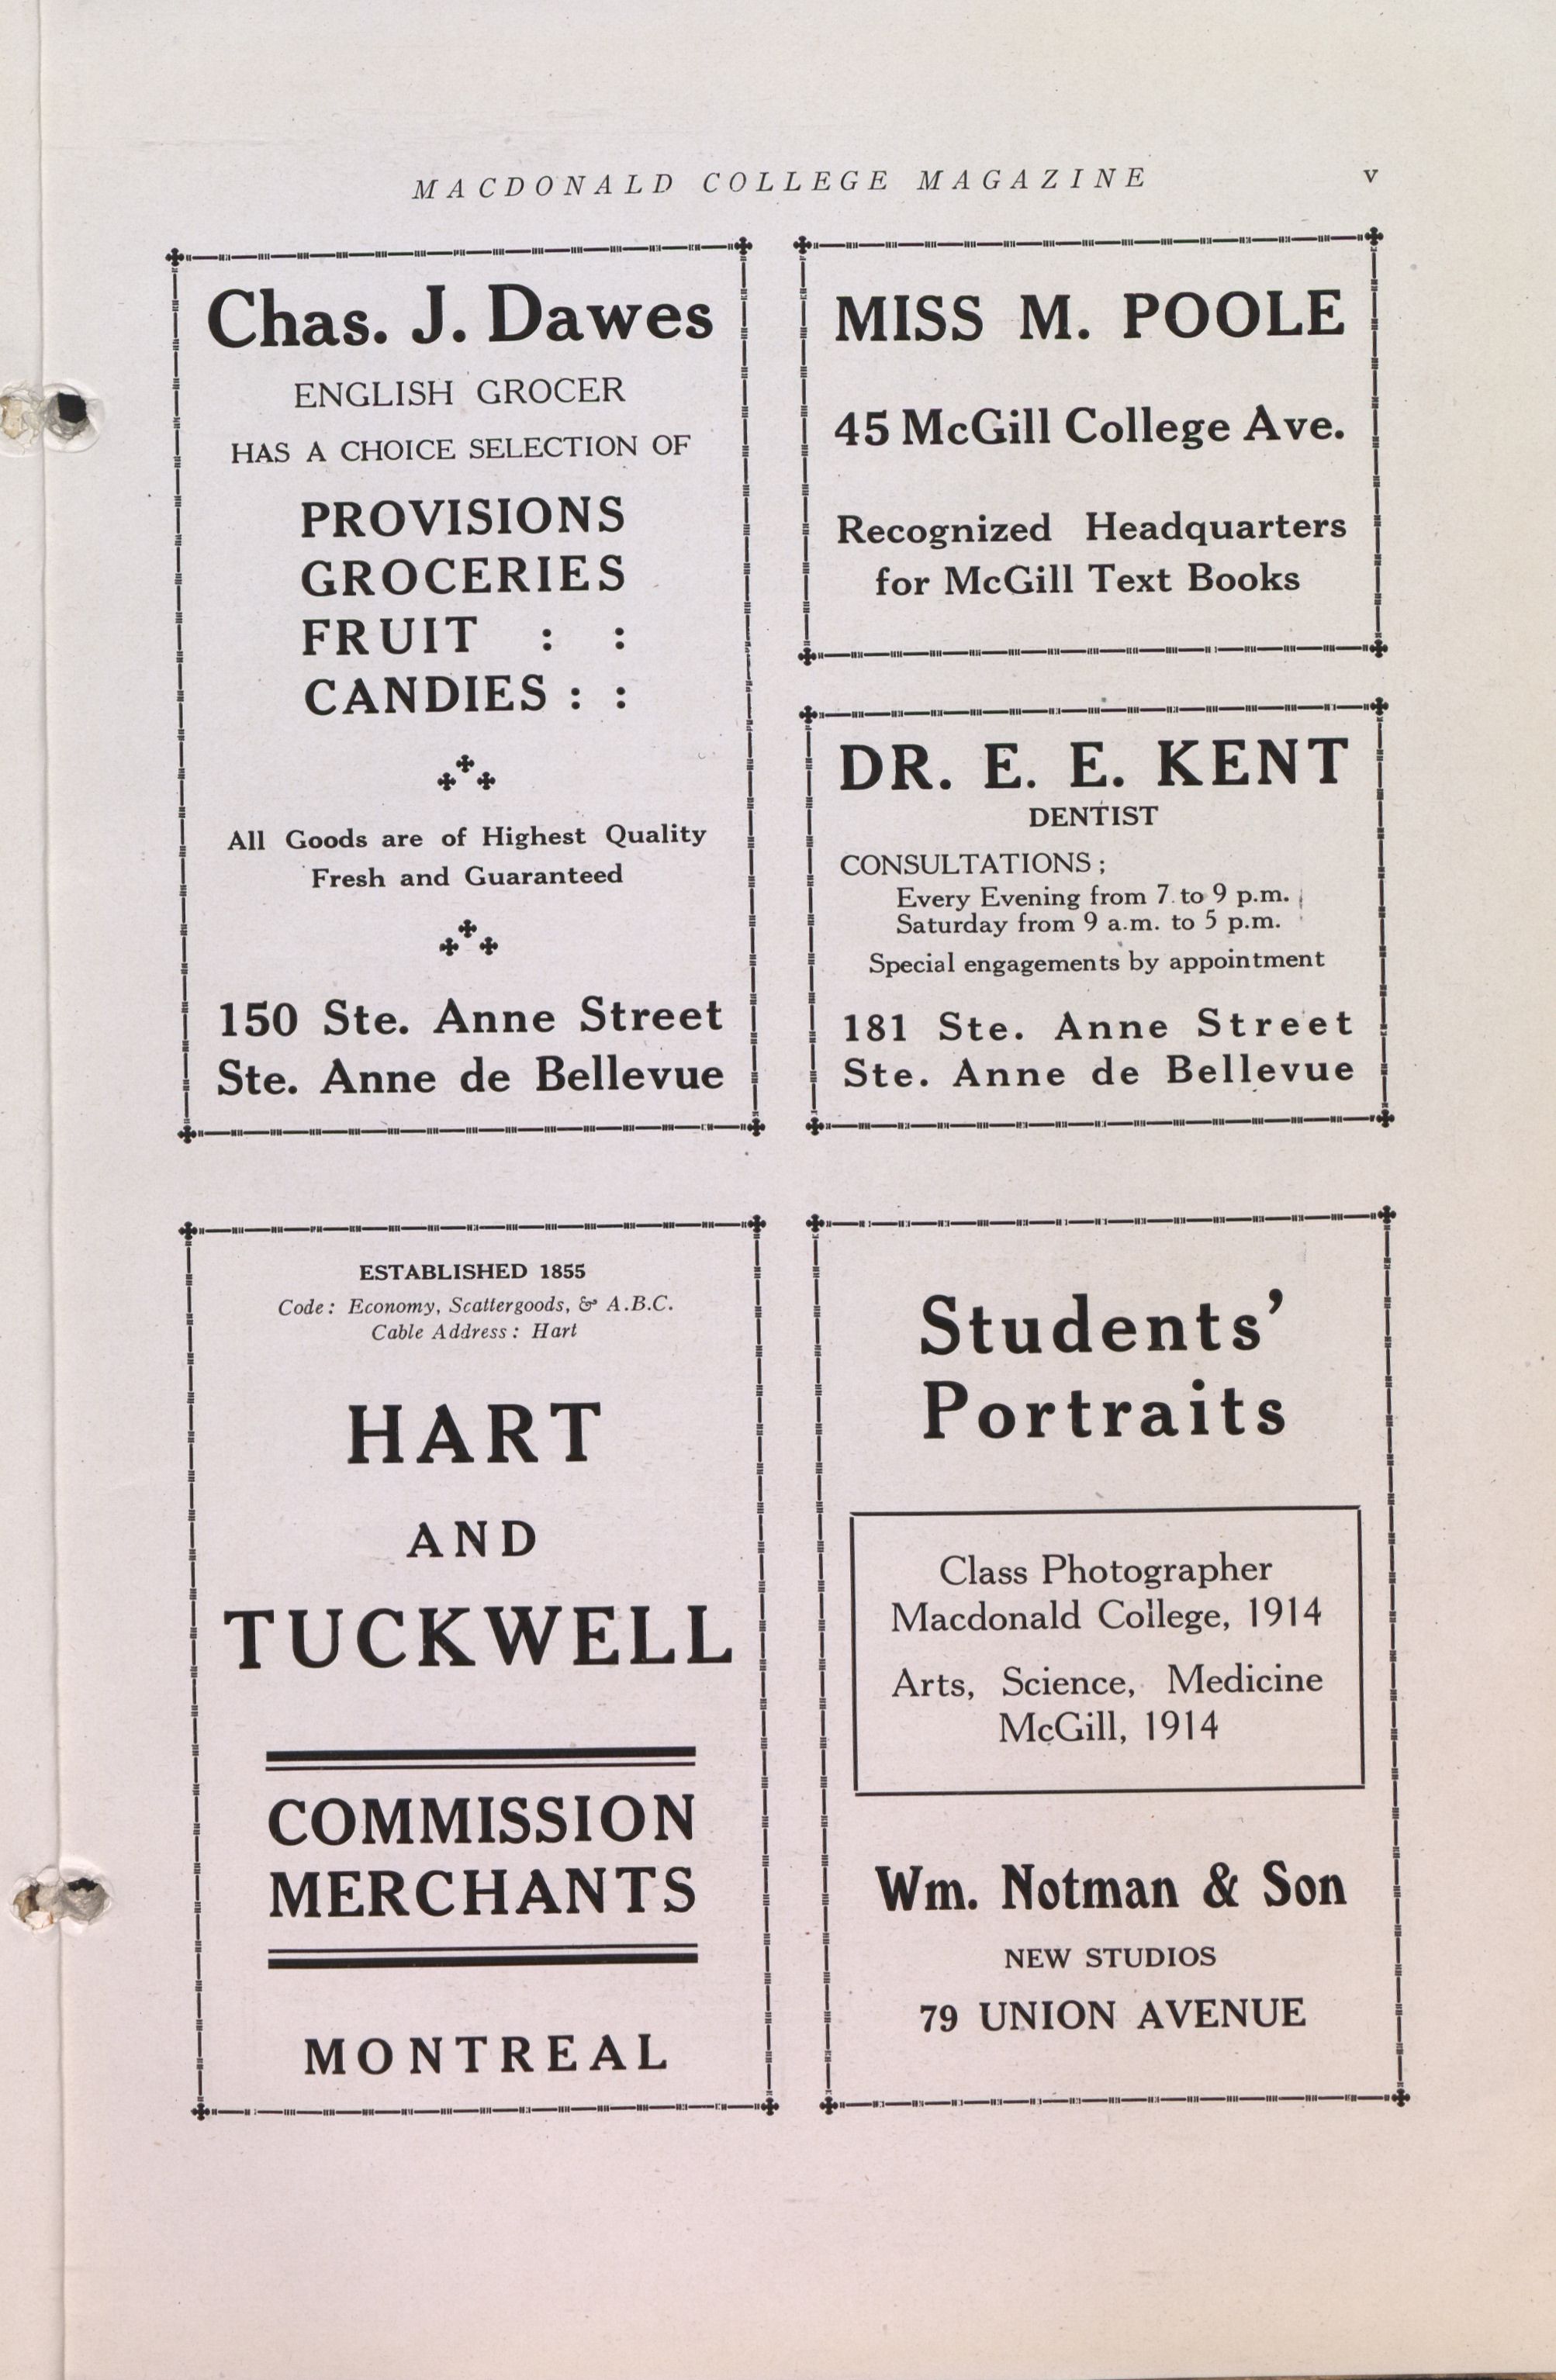 MACDONALD COLLEGE MAGAZINE v
Chas. J. Dawes
ENGLISH GROCER
HAS A CHOICE SELECTION OF
PROVISIONS
GROCERIES
FRUIT : :
CANDIES : :
All Goods are of Highest Quality
Fresh and Guaranteed
150 Ste. Anne Street
Ste. Anne de Bellevue
MISS M. POOLE
45 McGill College Ave.
Recognized Headquarters
for McGill Text Books
DR. E. E. KENT
DENTIST
CONSULTATIONS ;
Every Evening from 7 to 9 p.m.
Saturday from 9 a.m. to 5 p.m.
Special engagements by appointment
181 Ste. Anne Street
Ste. Anne de Bellevue
ESTABLISHED 1855
Code : Economy, Scattergoods, & A.B.C.
Cable Address : Hart
HART
AND
TUCKWELL
COMMISSION
MERCHANTS
MONTREAL
Students’
Portraits
Class Photographer
Macdonald College, 1914
Arts, Science, Medicine
McGill, 1914
Wm. Notman & Son
NEW STUDIOS
79 UNION AVENUE